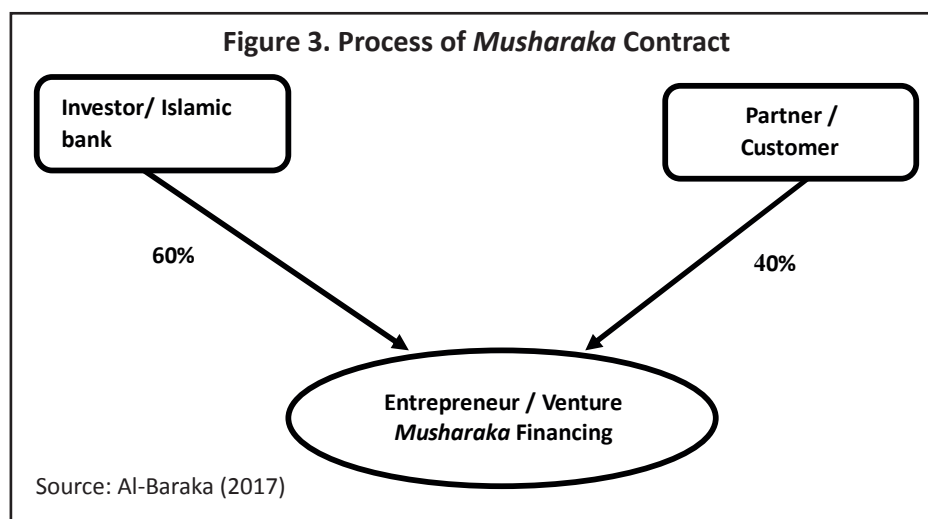 Figure 3. Process of Musharaka Contract
Investor/ Islamic
bank
Partner /
Customer
60%
40%
Entrepreneur / Venture
Musharaka Financing
Source: Al-Baraka (2017)